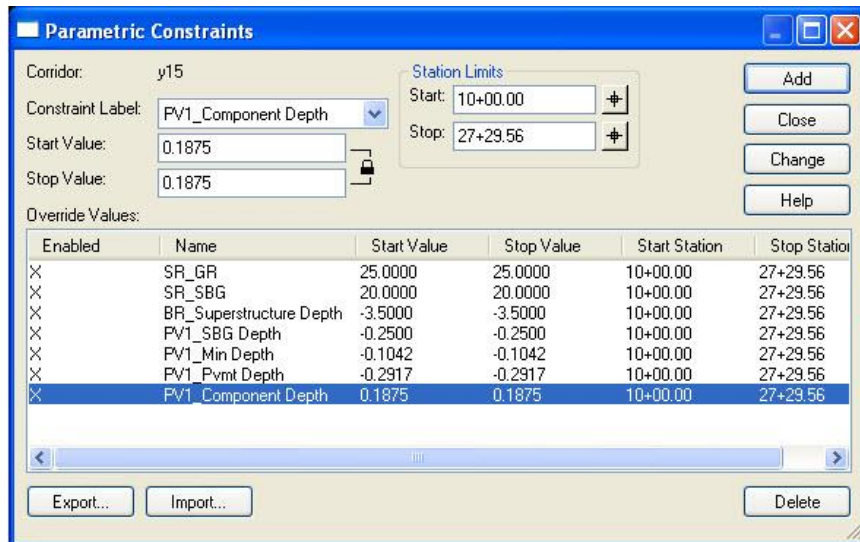 Parametric Constraints
Corridor: y15
Constraint Label: PV1_Component Depth
Start Value: 0.1875
Stop Value: 0.1875
Station Limits
Start: 10+00.00
Stop: 27+29.56
Add
Close
Change
Help
Override Values:
Enabled Name Start Value Stop Value Start Station Stop Station
X SR_GR 25.0000 25.0000 10+00.00 27+29.56
X SR_SBG 20.0000 20.0000 10+00.00 27+29.56
X BR_Superstructure Depth -3.5000 -3.5000 10+00.00 27+29.56
X PV1_SBG Depth -0.2500 -0.2500 10+00.00 27+29.56
X PV1_Min Depth -0.1042 -0.1042 10+00.00 27+29.56
X PV1_Pvmt Depth -0.2917 -0.2917 10+00.00 27+29.56
X PV1_Component Depth 0.1875 0.1875 10+00.00 27+29.56
Export... Import... Delete